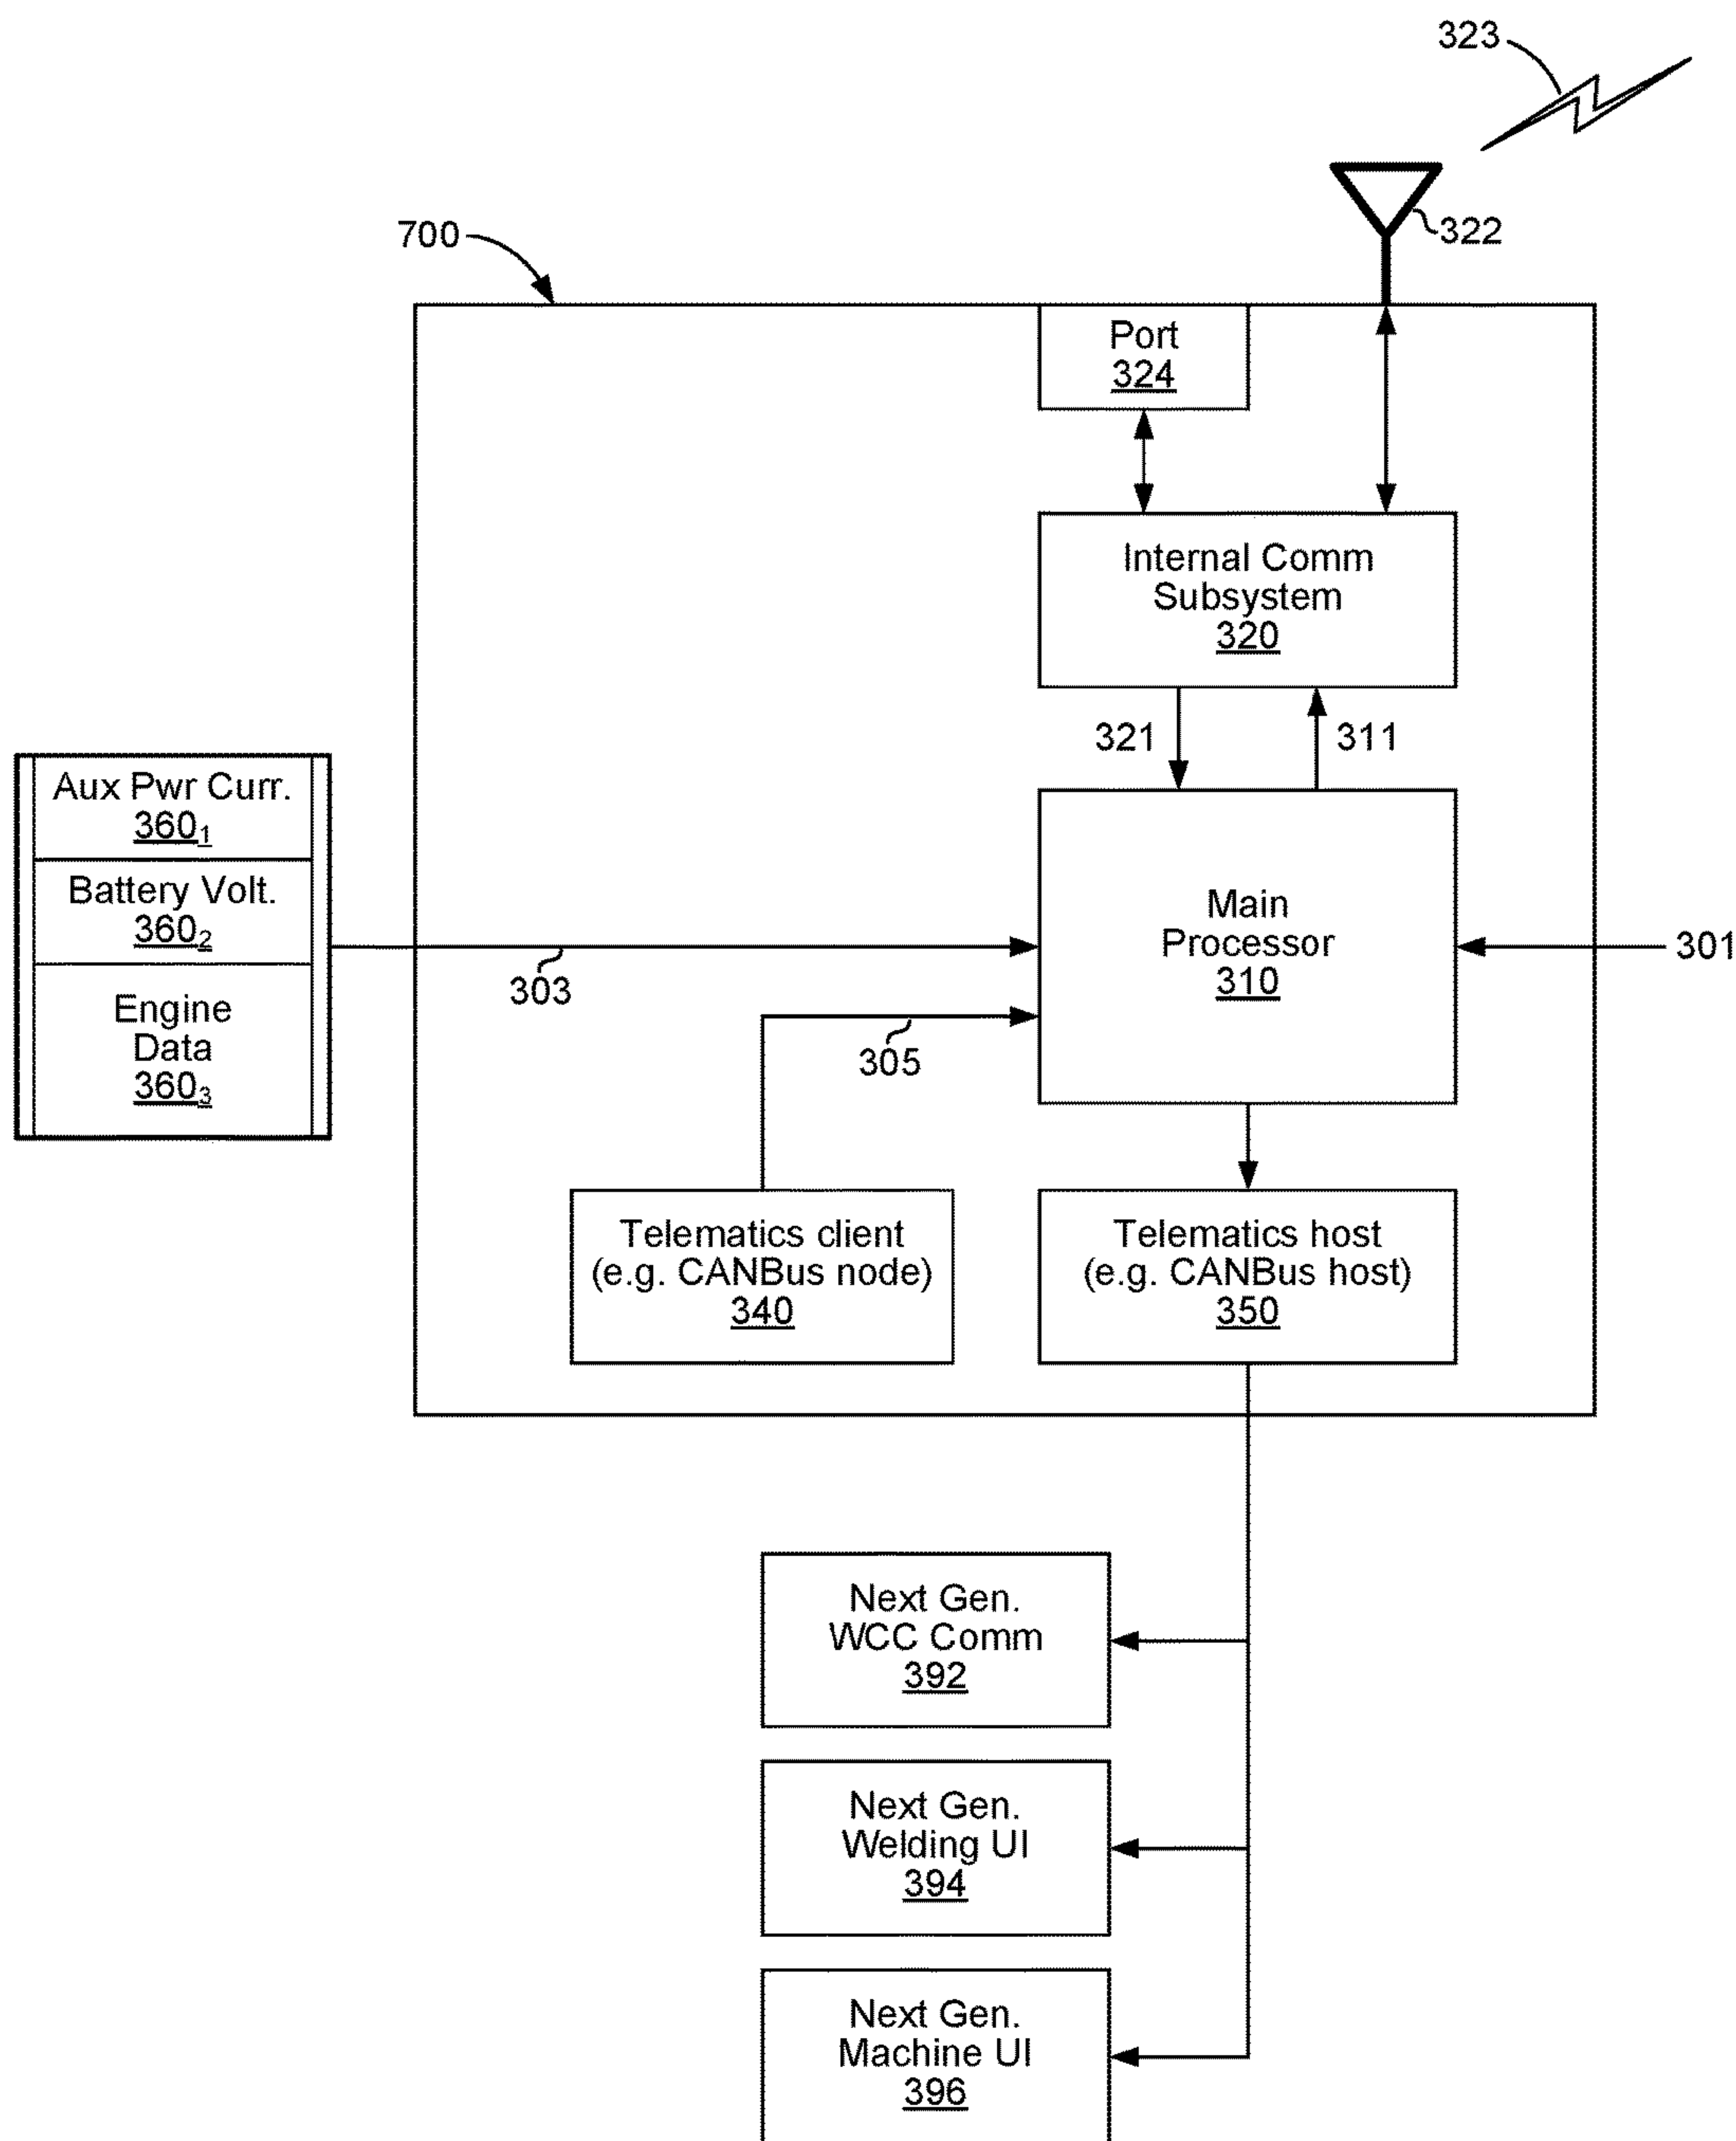 323
322
700
Port
324
Internal Comm
Subsystem
320
321
311
Aux Pwr Curr.
360₁
Battery Volt.
360₂
Engine
Data
360₃
303
Main
Processor
310
301
305
Telematics client
(e.g. CANBus node)
340
Telematics host
(e.g. CANBus host)
350
Next Gen.
WCC Comm
392
Next Gen.
Welding UI
394
Next Gen.
Machine UI
396